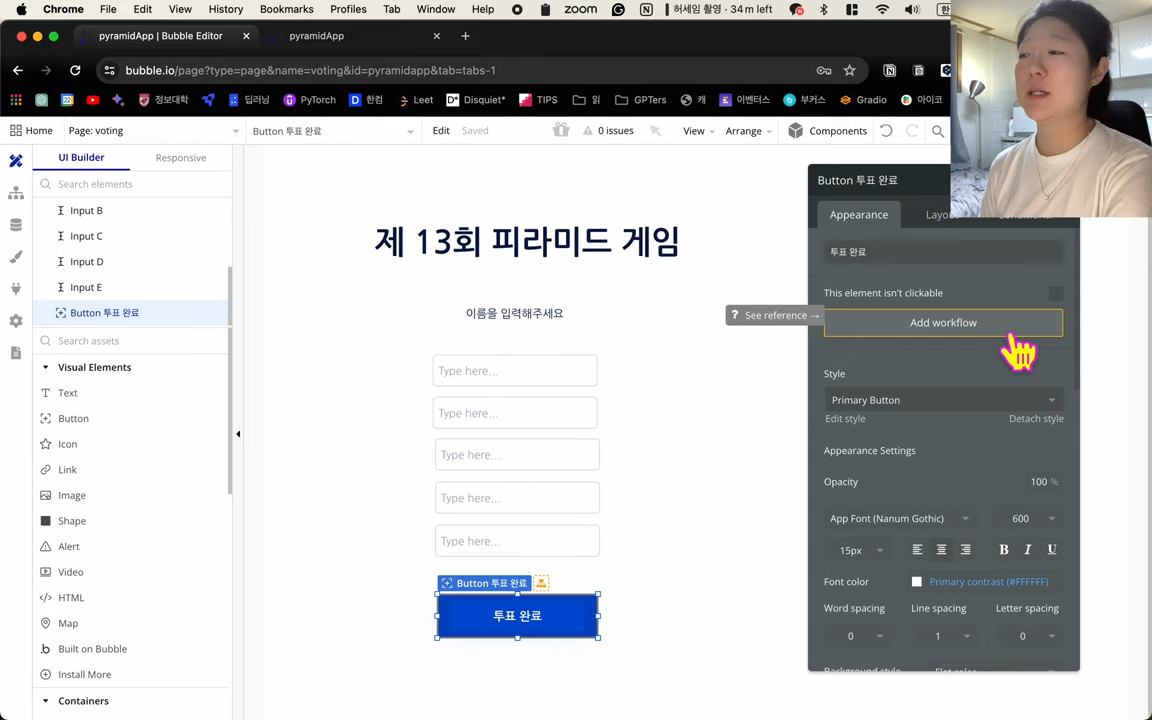 Chrome File Edit View History Bookmarks Profiles Tab Window Help zoom 허세임 촬영 · 34 m left
pyramidApp | Bubble Editor
pyramidApp
bubble.io/page?type=page&name=voting&id=pyramidapp&tab=tabs-1
정보대학 딥러닝 PyTorch 한컴 Leet Disquiet* TIPS 읽 GPTers 캐 이벤터스 부커스 Gradio 아이코
Home Page: voting Button 투표 완료 Edit Saved 0 issues View Arrange Components
UI Builder Responsive
Search elements
Input B
Input C
Input D
Input E
Button 투표 완료
Search assets
Visual Elements
Text
Button
Icon
Link
Image
Shape
Alert
Video
HTML
Map
Built on Bubble
Install More
Containers
제 13회 피라미드 게임
이름을 입력해주세요
Type here...
Type here...
Type here...
Type here...
Type here...
Button 투표 완료
투표 완료
Button 투표 완료
Appearance
투표 완료
This element isn't clickable
? See reference →
Add workflow
Style
Primary Button
Edit style Detach style
Appearance Settings
Opacity 100 %
App Font (Nanum Gothic) 600
15px B I U
Font color Primary contrast (#FFFFFF)
Word spacing Line spacing Letter spacing
0 1 0